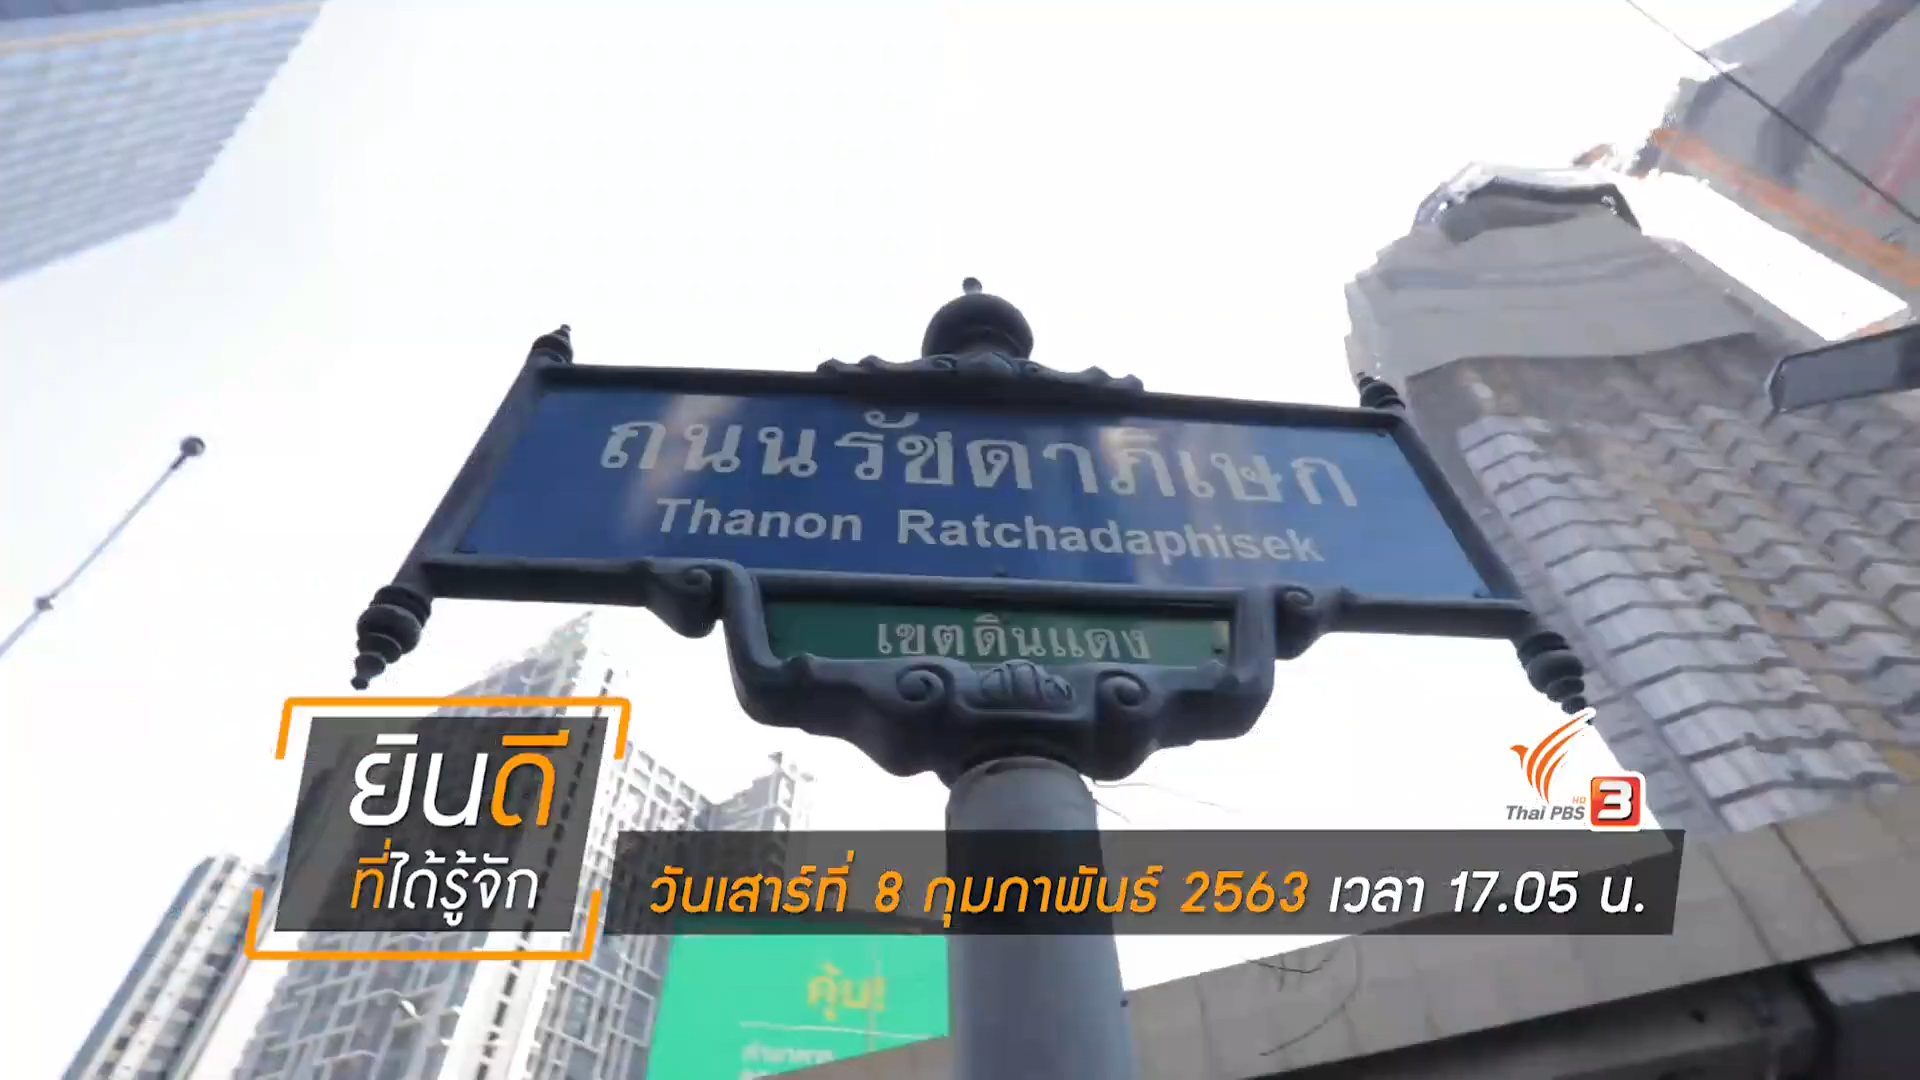 ถนนรัชดาภิเษก
Thanon Ratchadaphisek
เขตดินแดง
ยินดี
ที่ได้รู้จัก
HD
Thai PBS 3
วันเสาร์ที่ 8 กุมภาพันธ์ 2563 เวลา 17.05 น.
คุ้ม!